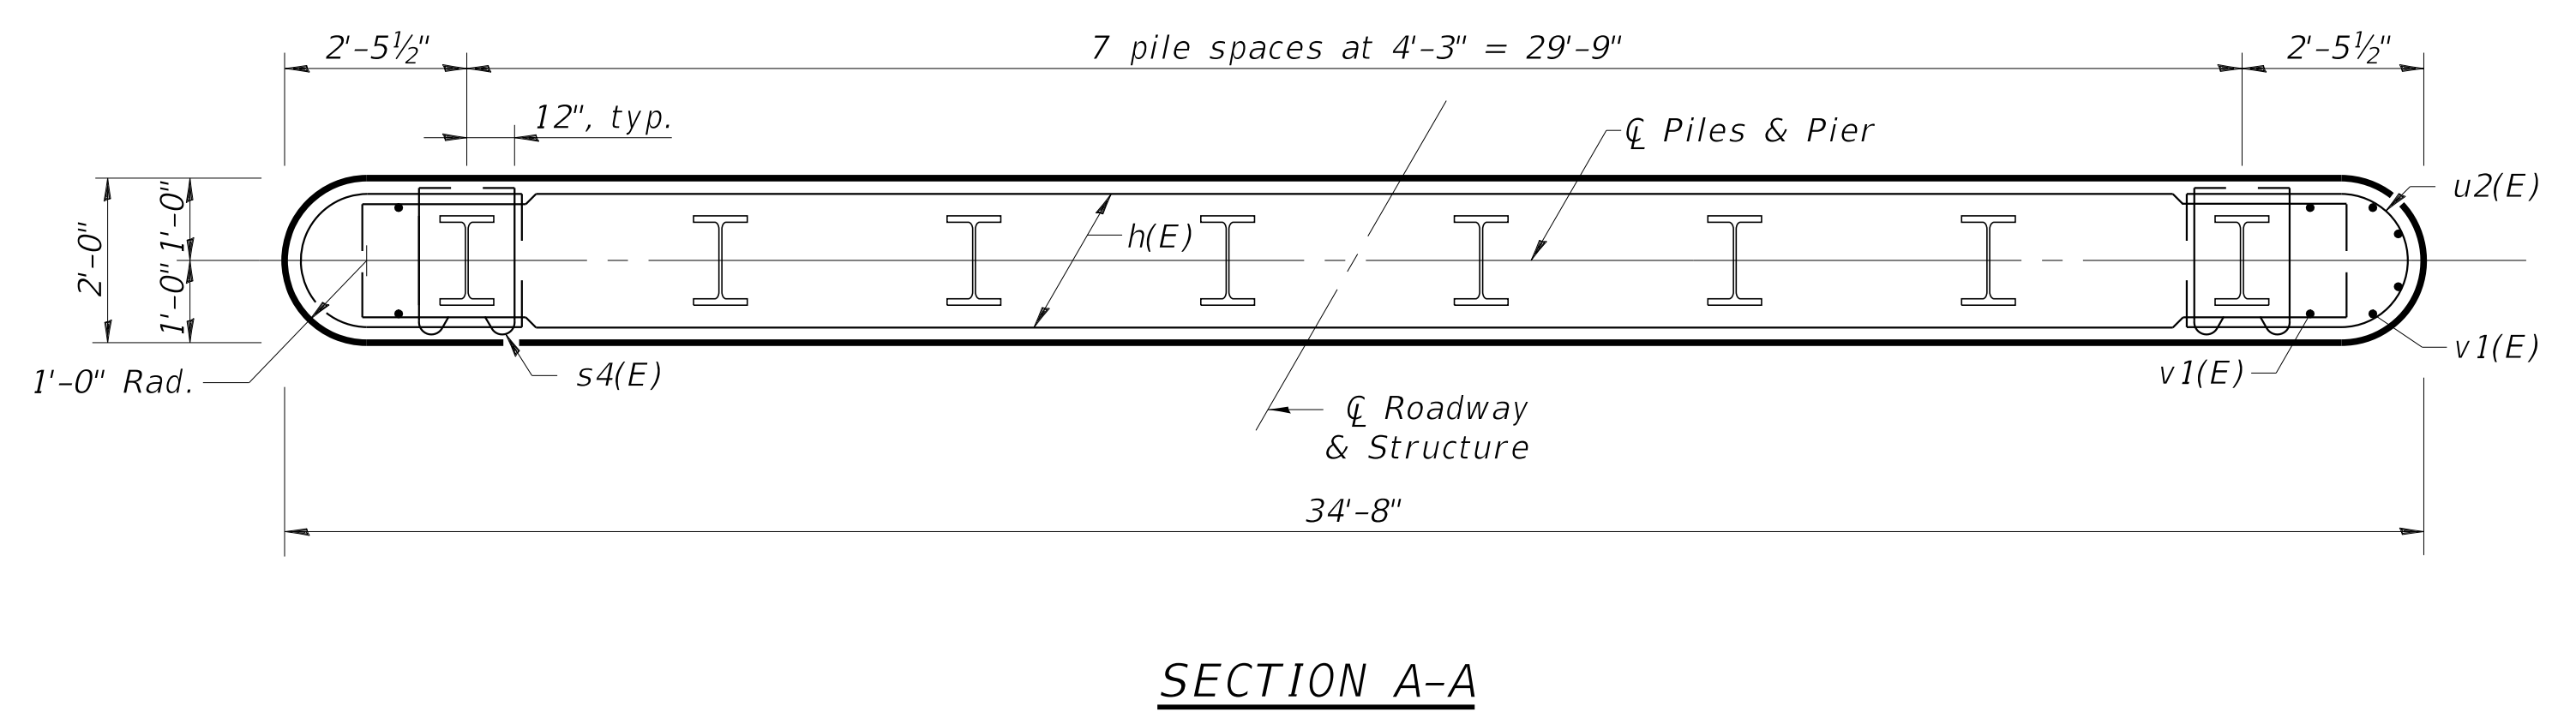 2'-5½"
7 pile spaces at 4'-3" = 29'-9"
2'-5½"
12", typ.
℄ Piles & Pier
u2(E)
2'-0"
1'-0"
1'-0"
h(E)
1'-0" Rad.
s4(E)
v1(E)
v1(E)
℄ Roadway
& Structure
34'-8"
SECTION A-A